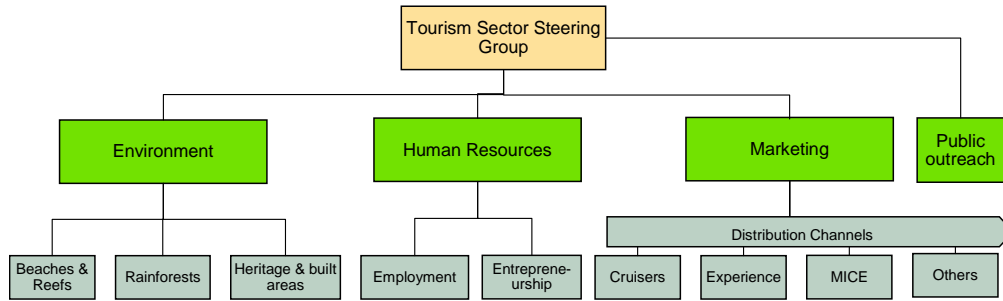 Tourism Sector Steering
Group
Environment
Human Resources
Marketing
Public
outreach
Distribution Channels
Beaches &
Reefs
Rainforests
Heritage & built
areas
Employment
Entreprene-
urship
Cruisers
Experience
MICE
Others